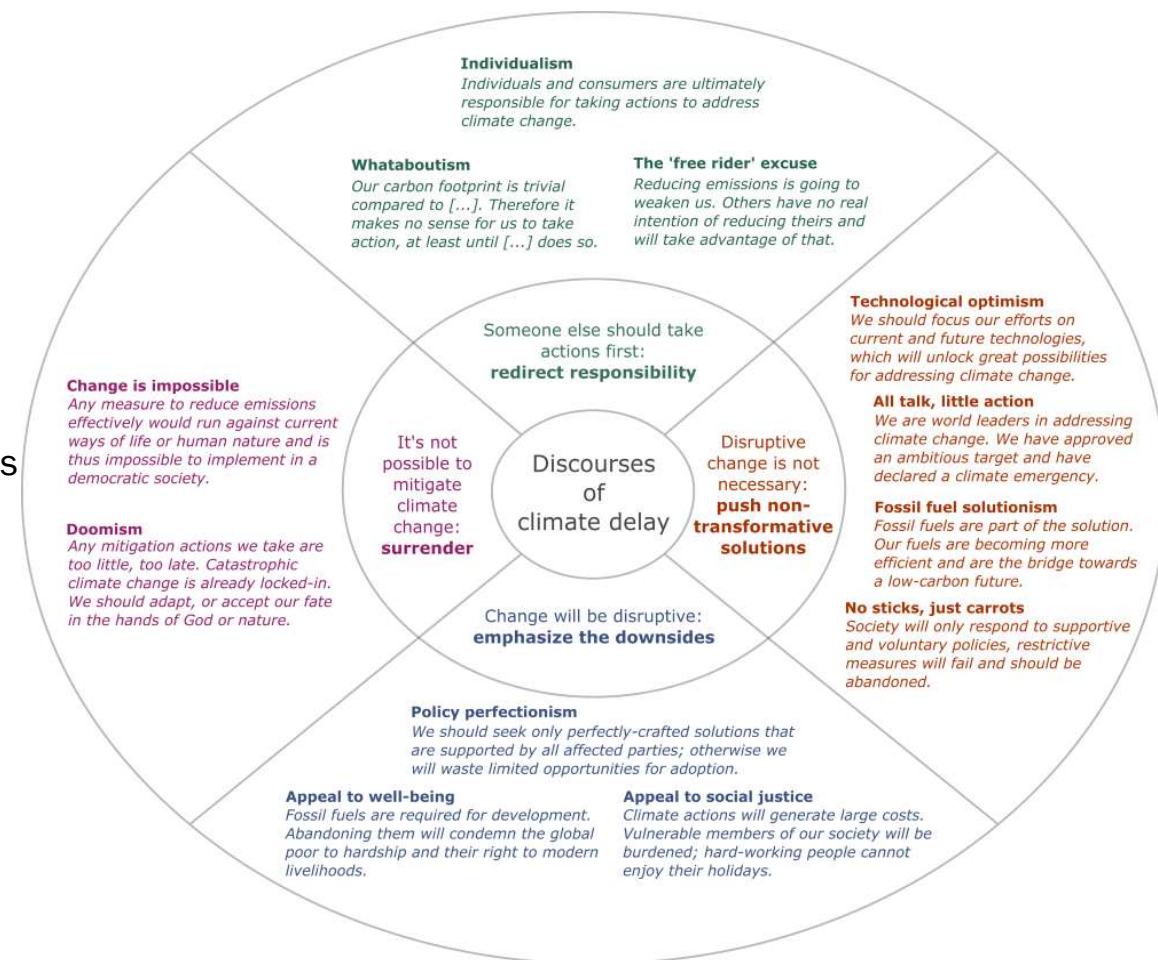 Individualism
Individuals and consumers are ultimately
responsible for taking actions to address
climate change.
Whataboutism
Our carbon footprint is trivial
compared to [...]. Therefore it
makes no sense for us to take
action, at least until [...] does so.
The 'free rider' excuse
Reducing emissions is going to
weaken us. Others have no real
intention of reducing theirs and
will take advantage of that.
Someone else should take
actions first:
redirect responsibility
Technological optimism
We should focus our efforts on
current and future technologies,
which will unlock great possibilities
for addressing climate change.
All talk, little action
We are world leaders in addressing
climate change. We have approved
an ambitious target and have
declared a climate emergency.
Fossil fuel solutionism
Fossil fuels are part of the solution.
Our fuels are becoming more
efficient and are the bridge towards
a low-carbon future.
No sticks, just carrots
Society will only respond to supportive
and voluntary policies, restrictive
measures will fail and should be
abandoned.
Disruptive
change is not
necessary:
push non-
transformative
solutions
Discourses
of
climate delay
It's not
possible to
mitigate
climate
change:
surrender
Change is impossible
Any measure to reduce emissions
effectively would run against current
ways of life or human nature and is
thus impossible to implement in a
democratic society.
s
Doomism
Any mitigation actions we take are
too little, too late. Catastrophic
climate change is already locked-in.
We should adapt, or accept our fate
in the hands of God or nature.
Change will be disruptive:
emphasize the downsides
Policy perfectionism
We should seek only perfectly-crafted solutions that
are supported by all affected parties; otherwise we
will waste limited opportunities for adoption.
Appeal to well-being
Fossil fuels are required for development.
Abandoning them will condemn the global
poor to hardship and their right to modern
livelihoods.
Appeal to social justice
Climate actions will generate large costs.
Vulnerable members of our society will be
burdened; hard-working people cannot
enjoy their holidays.